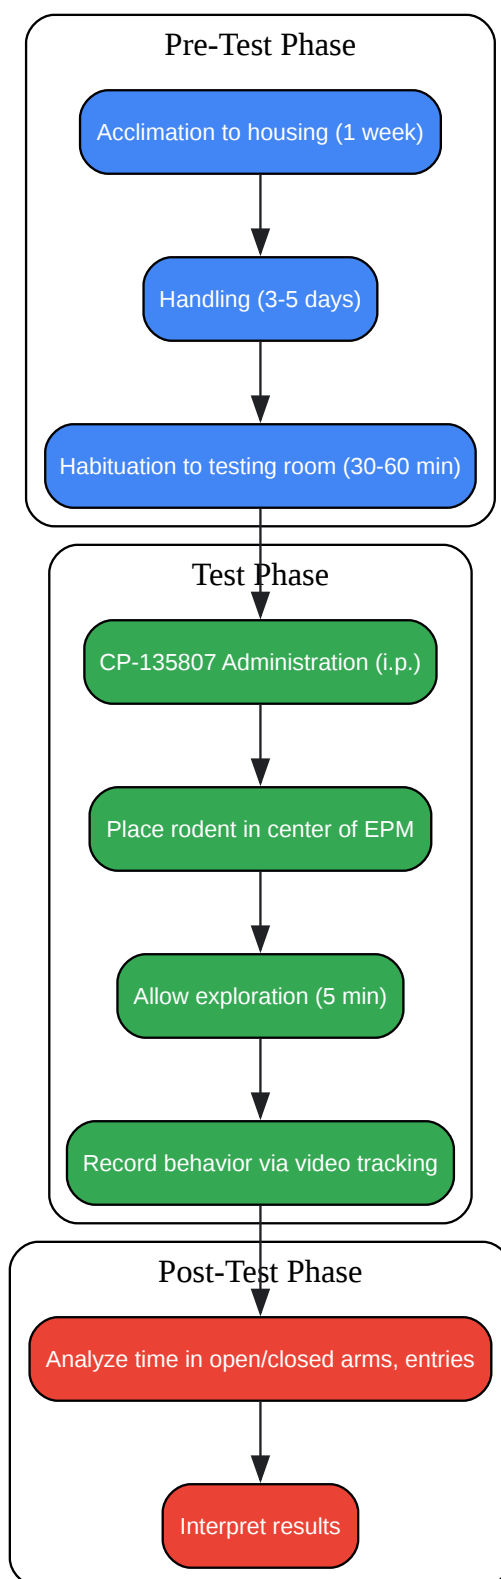 Pre-Test Phase
Acclimation to housing (1 week)
Handling (3-5 days)
Habituation to testing room (30-60 min)
Test Phase
CP-135807 Administration (i.p.)
Place rodent in center of EPM
Allow exploration (5 min)
Record behavior via video tracking
Post-Test Phase
Analyze time in open/closed arms, entries
Interpret results